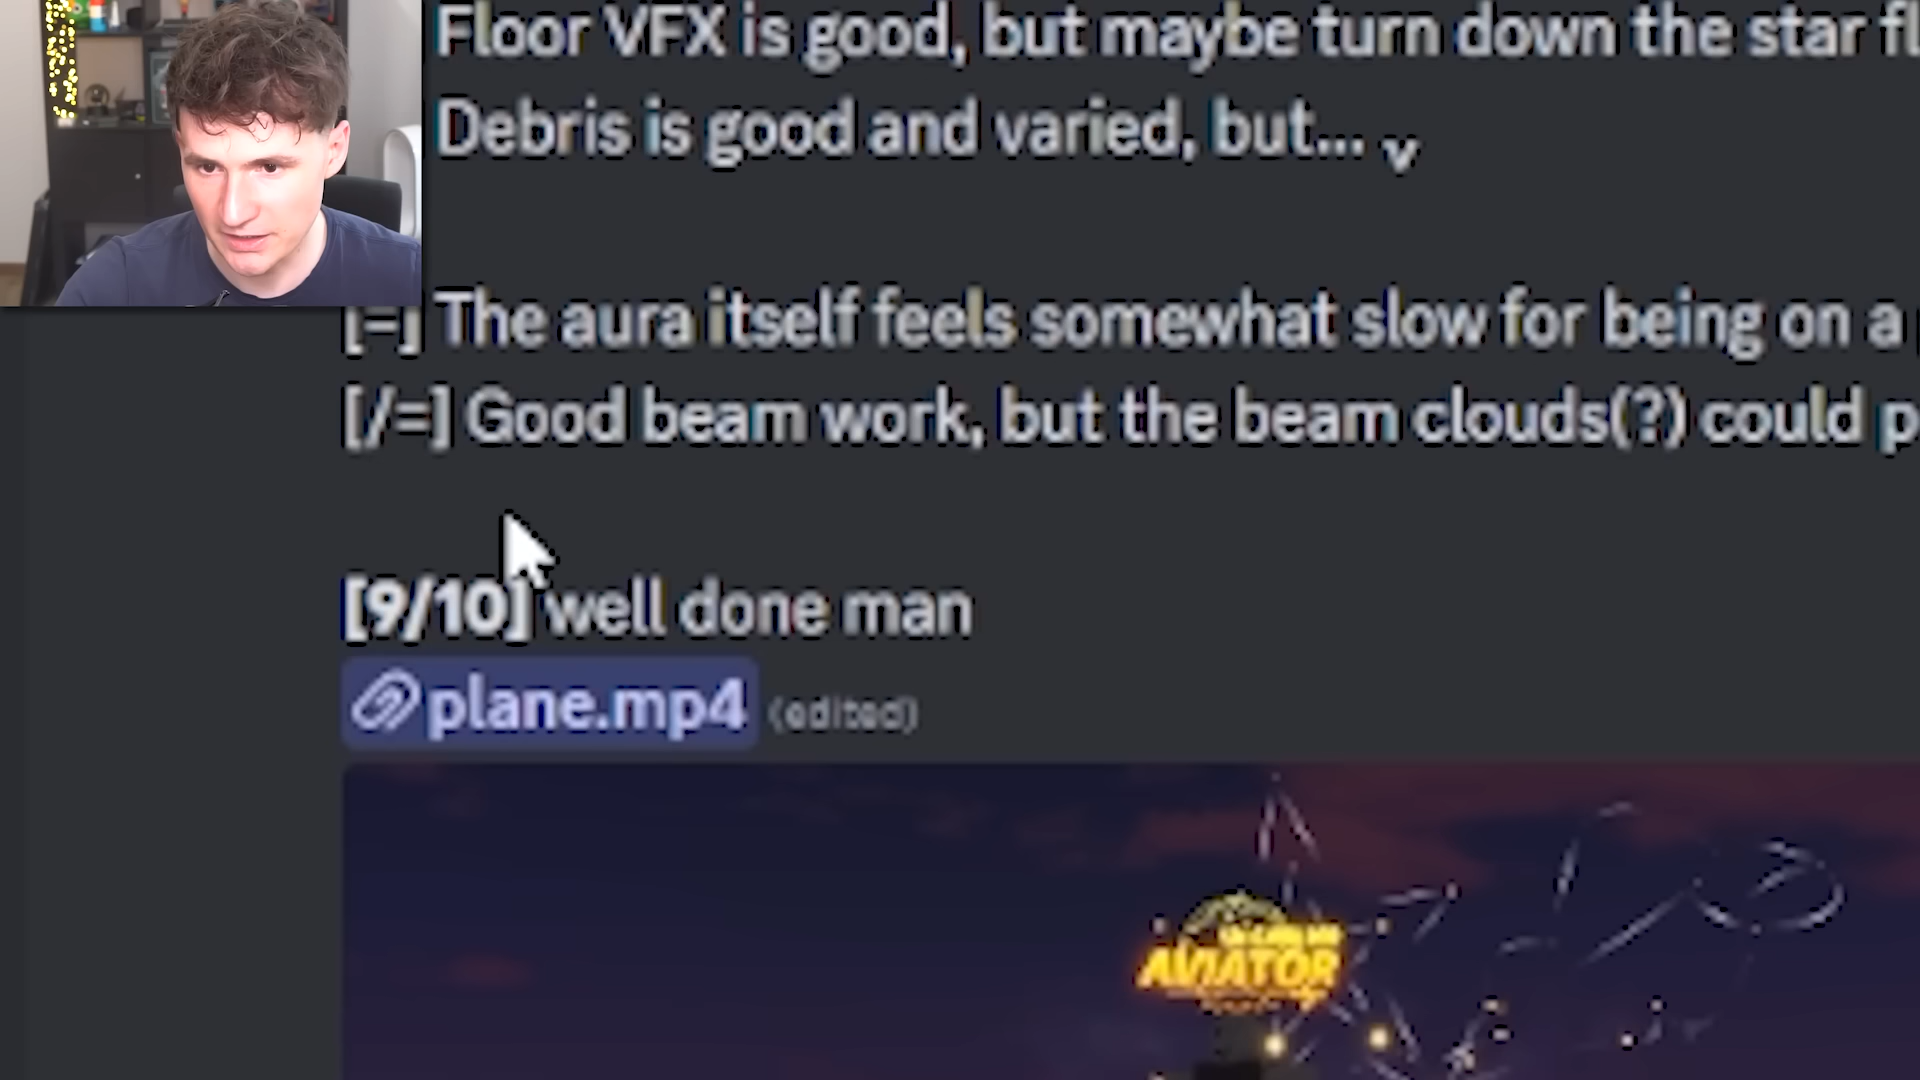 Floor VFX is good, but maybe turn down the star
Debris is good and varied, but... v
[=] The aura itself feels somewhat slow for being on a
[/=] Good beam work, but the beam clouds(?) could
[9/10] well done man
plane.mp4 (edited)
AVIATOR